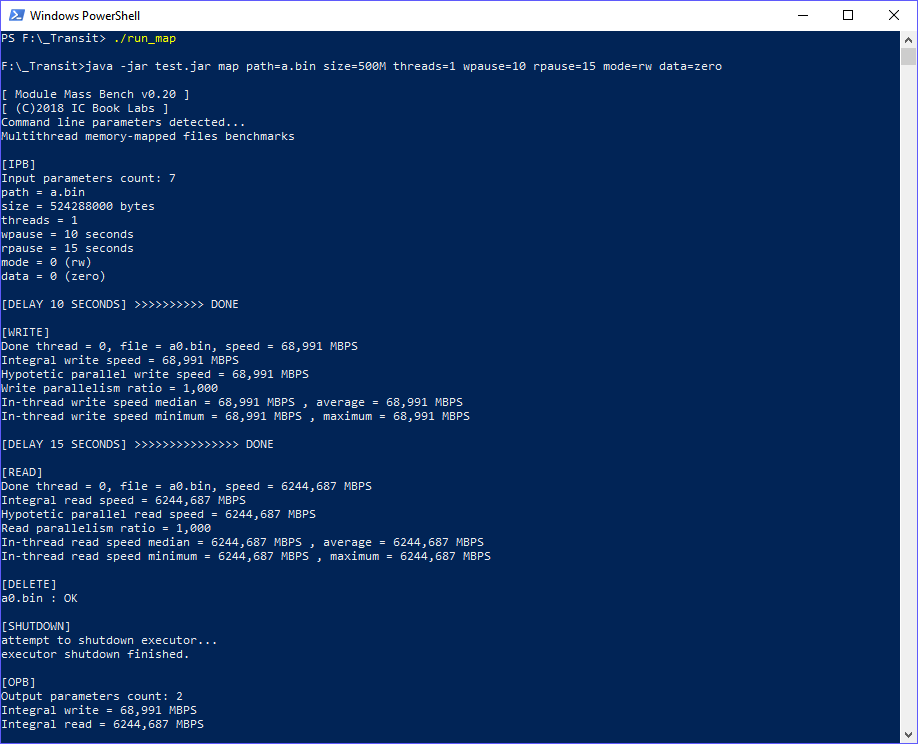 Windows PowerShell
PS F:\_Transit> ./run_map
F:\_Transit>java -jar test.jar map path=a.bin size=500M threads=1 wpause=10 rpause=15 mode=rw data=zero
[ Module Mass Bench v0.20 ]
[ (C)2018 IC Book Labs ]
Command line parameters detected...
Multithread memory-mapped files benchmarks
[IPB]
Input parameters count: 7
path = a.bin
size = 524288000 bytes
threads = 1
wpause = 10 seconds
rpause = 15 seconds
mode = 0 (rw)
data = 0 (zero)
[DELAY 10 SECONDS] >>>>>>>>>> DONE
[WRITE]
Done thread = 0, file = a0.bin, speed = 68,991 MBPS
Integral write speed = 68,991 MBPS
Hypotetic parallel write speed = 68,991 MBPS
Write parallelism ratio = 1,000
In-thread write speed median = 68,991 MBPS , average = 68,991 MBPS
In-thread write speed minimum = 68,991 MBPS , maximum = 68,991 MBPS
[DELAY 15 SECONDS] >>>>>>>>>>>>>>> DONE
[READ]
Done thread = 0, file = a0.bin, speed = 6244,687 MBPS
Integral read speed = 6244,687 MBPS
Hypotetic parallel read speed = 6244,687 MBPS
Read parallelism ratio = 1,000
In-thread read speed median = 6244,687 MBPS , average = 6244,687 MBPS
In-thread read speed minimum = 6244,687 MBPS , maximum = 6244,687 MBPS
[DELETE]
a0.bin : OK
[SHUTDOWN]
attempt to shutdown executor...
executor shutdown finished.
[OPB]
Output parameters count: 2
Integral write = 68,991 MBPS
Integral read = 6244,687 MBPS